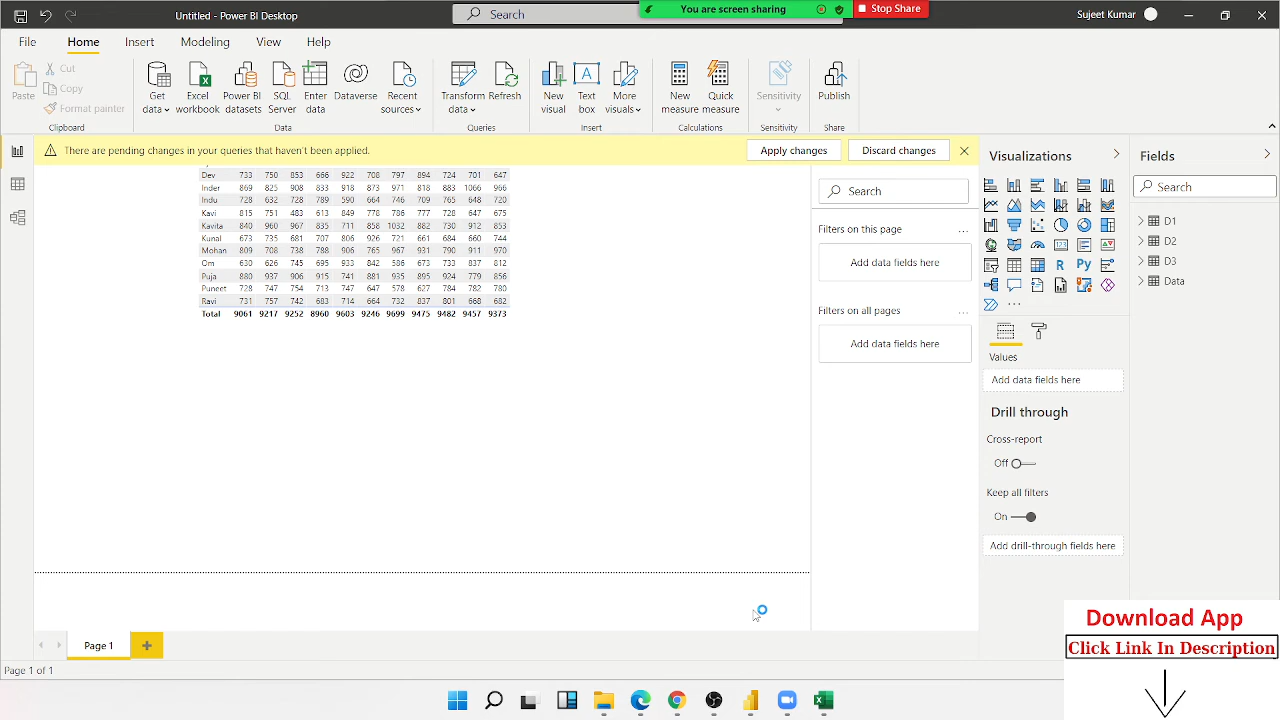 Untitled - Power BI Desktop
Search
You are screen sharing
Stop Share
Sujeet Kumar
File
Home
Insert
Modeling
View
Help
Paste
Cut
Copy
Format painter
Clipboard
Get data
Excel workbook
Power BI datasets
SQL Server
Enter data
Dataverse
Recent sources
Data
Transform data
Refresh
Queries
New visual
Text box
More visuals
Insert
New measure
Quick measure
Calculations
Sensitivity
Sensitivity
Publish
Share
There are pending changes in your queries that haven't been applied.
Apply changes
Discard changes
Dev 733 750 853 666 922 708 797 894 724 701 647
Inder 869 825 908 833 918 873 971 818 883 1066 966
Indu 728 632 728 789 590 664 746 709 765 646 720
Kavi 815 751 483 613 849 778 786 777 728 647 675
Kavita 840 960 967 835 711 858 1032 882 730 912 853
Kunal 673 735 681 707 806 926 721 661 684 660 744
Mohan 809 708 738 788 906 765 967 931 790 911 970
Om 630 626 745 695 933 842 586 673 733 837 812
Puja 880 937 906 915 741 881 935 895 924 779 856
Puneet 728 747 754 713 747 647 578 627 784 782 780
Ravi 731 757 742 683 714 664 732 837 801 668 682
Total 9061 9217 9252 8960 9603 9246 9699 9475 9482 9457 9373
Search
Filters on this page
Add data fields here
Filters on all pages
Add data fields here
Visualizations
R
Py
Values
Add data fields here
Drill through
Cross-report
Off
Keep all filters
On
Add drill-through fields here
Fields
Search
D1
D2
D3
Data
Page 1
Page 1 of 1
Download App
Click Link In Description